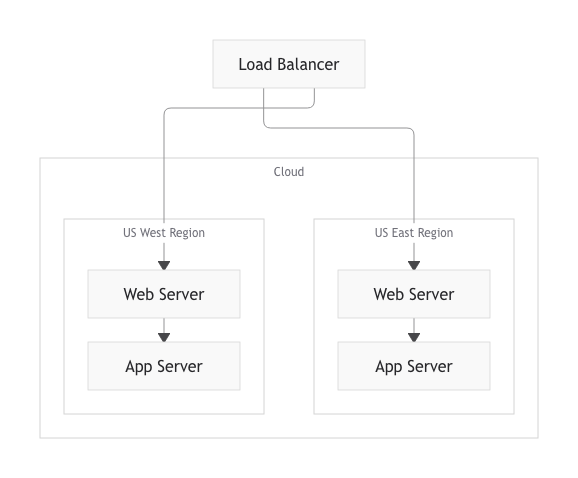 Load Balancer
Cloud
US West Region
US East Region
Web Server
Web Server
App Server
App Server